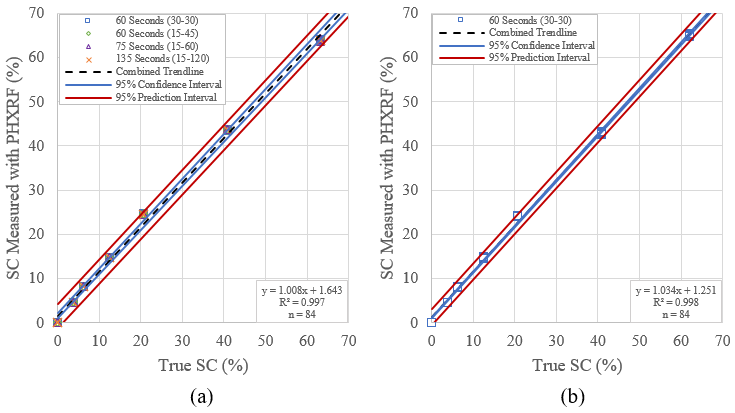 60 Seconds (30-30)
60 Seconds (15-45)
75 Seconds (15-60)
135 Seconds (15-120)
Combined Trendline
95% Confidence Interval
95% Prediction Interval
SC Measured with PHXRF (%)
70
60
50
40
30
20
10
0
y = 1.008x + 1.643
R² = 0.997
n = 84
0 10 20 30 40 50 60 70
True SC (%)
(a)
60 Seconds (30-30)
Combined Trendline
95% Confidence Interval
95% Prediction Interval
SC Measured with PHXRF (%)
70
60
50
40
30
20
10
0
y = 1.034x + 1.251
R² = 0.998
n = 84
0 10 20 30 40 50 60 70
True SC (%)
(b)